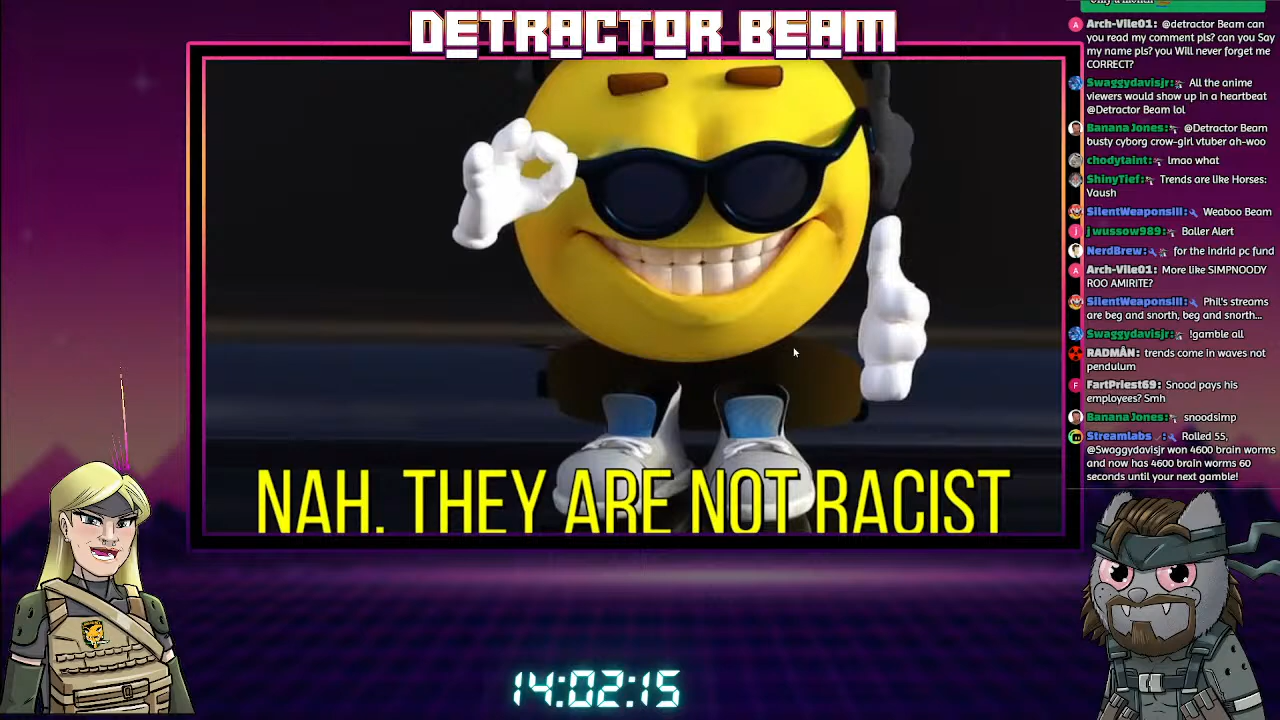 DETRACTOR BEAM
NAH. THEY ARE NOT RACIST
14:02:15
Arch-Vile01: @detractor Beam can
you read my comment pls? can you Say
my name pls? you Will never forget me
CORRECT?
Swaggydavisjr: All the anime
viewers would show up in a heartbeat
@Detractor Beam lol
Banana Jones: @Detractor Beam
busty cyborg crow-girl vtuber ah-woo
chodytaint: lmao what
ShinyTief: Trends are like Horses:
Vaush
SilentWeaponsIII: Weaboo Beam
j wussow989: Baller Alert
NerdBrew: for the indrid pc fund
Arch-Vile01: More like SIMPNOODY
ROO AMIRITE?
SilentWeaponsIII: Phil's streams
are beg and snorth, beg and snorth...
Swaggydavisjr: !gamble all
RADMÅN: trends come in waves not
pendulum
FartPriest69: Snood pays his
employees? Smh
Banana Jones: snoodsimp
Streamlabs: Rolled 55,
@Swaggydavisjr won 4600 brain worms
and now has 4600 brain worms 60
seconds until your next gamble!